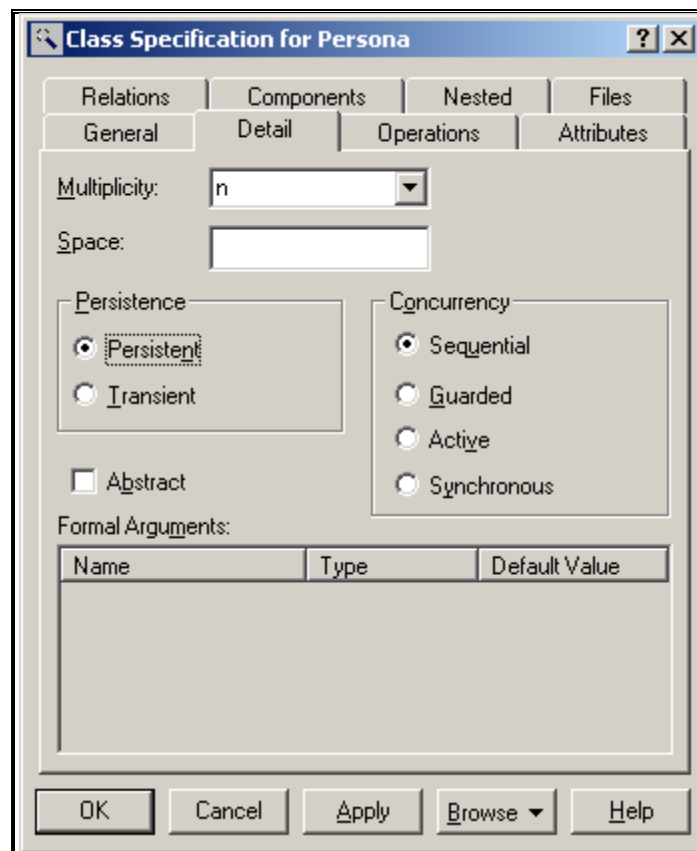 Class Specification for Persona
Relations Components Nested Files
General Detail Operations Attributes
Multiplicity: n
Space:
Persistence Concurrency
Persistent Sequential
Transient Guarded
Active
Abstract Synchronous
Formal Arguments:
Name Type Default Value
OK Cancel Apply Browse Help